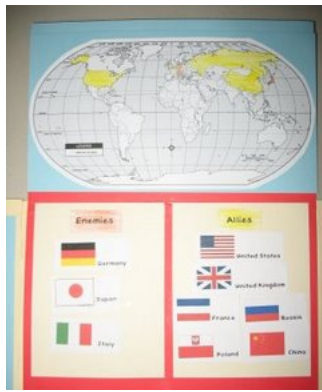 Enemies
Allies
Germany
Japan
Italy
United States
United Kingdom
France
Russia
Poland
China